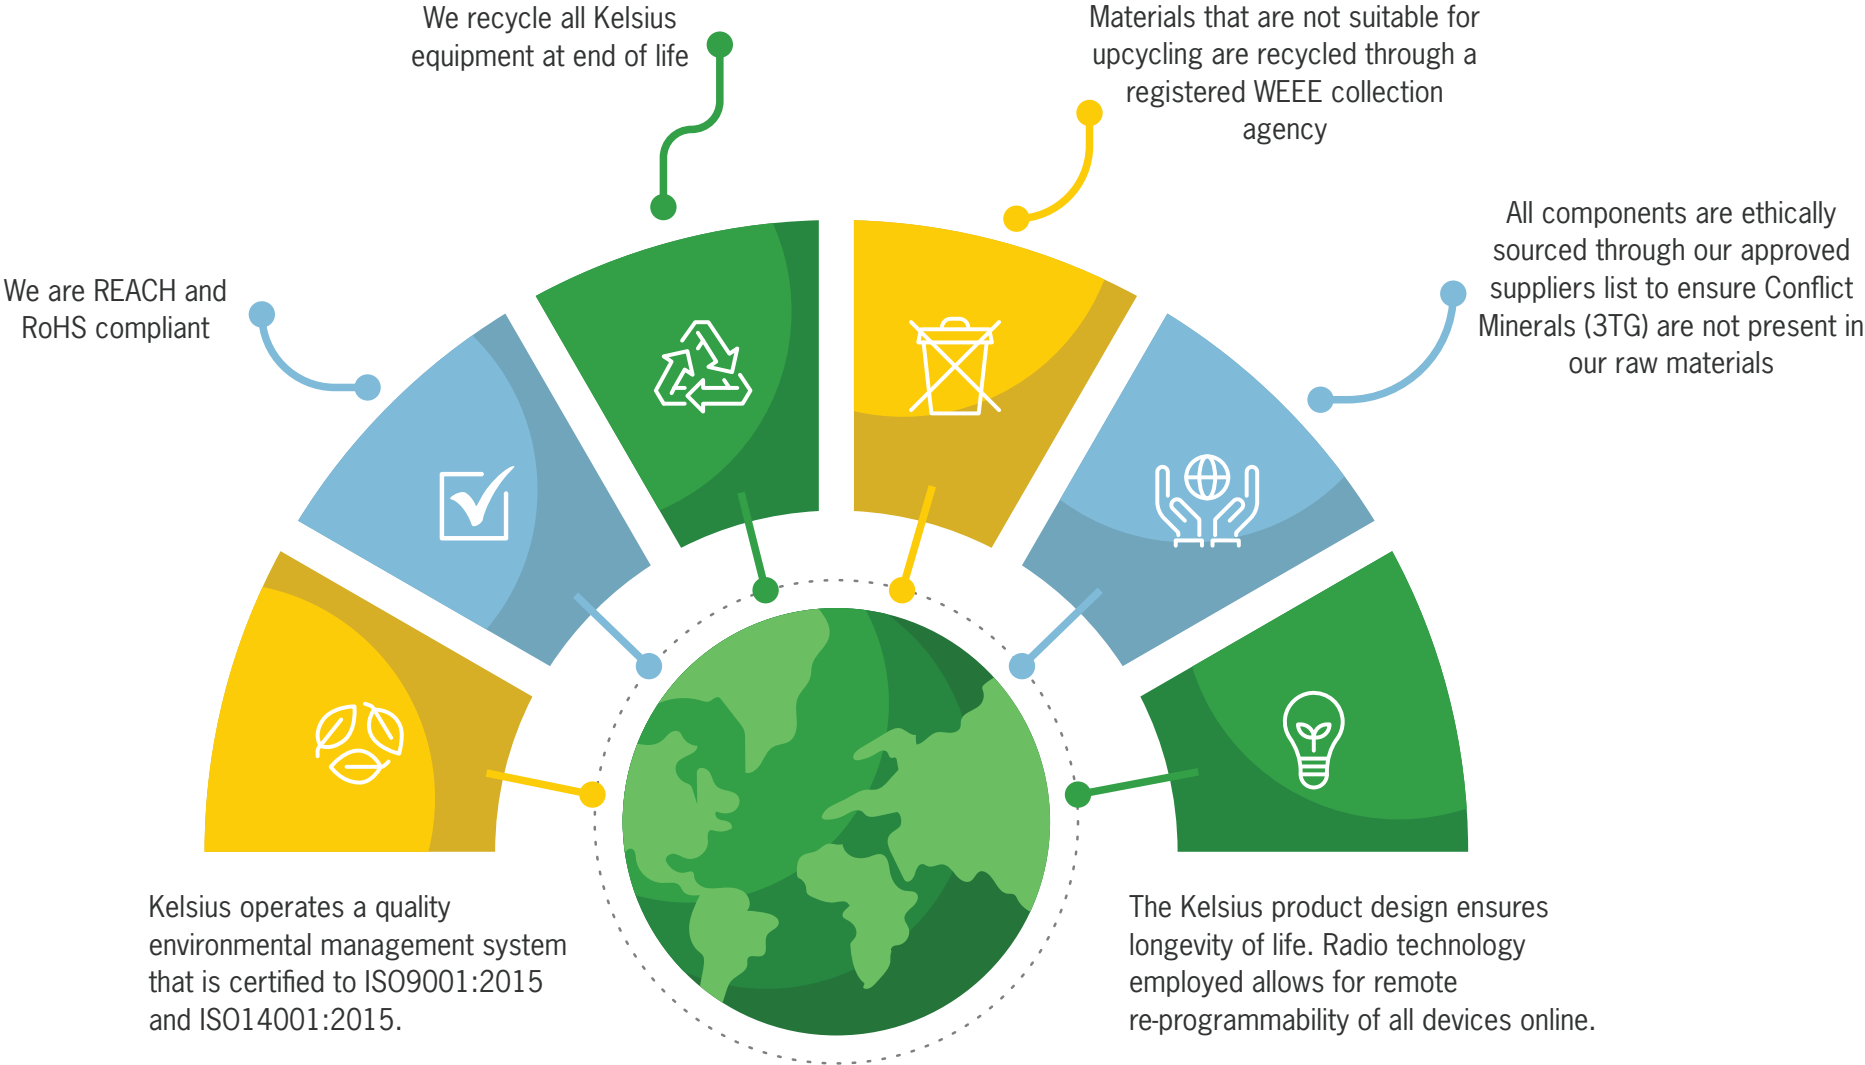 We recycle all Kelsius
equipment at end of life
Materials that are not suitable for
upcycling are recycled through a
registered WEEE collection
agency
All components are ethically
sourced through our approved
suppliers list to ensure Conflict
Minerals (3TG) are not present in
our raw materials
We are REACH and
RoHS compliant
Kelsius operates a quality
environmental management system
that is certified to ISO9001:2015
and ISO14001:2015.
The Kelsius product design ensures
longevity of life. Radio technology
employed allows for remote
re-programmability of all devices online.